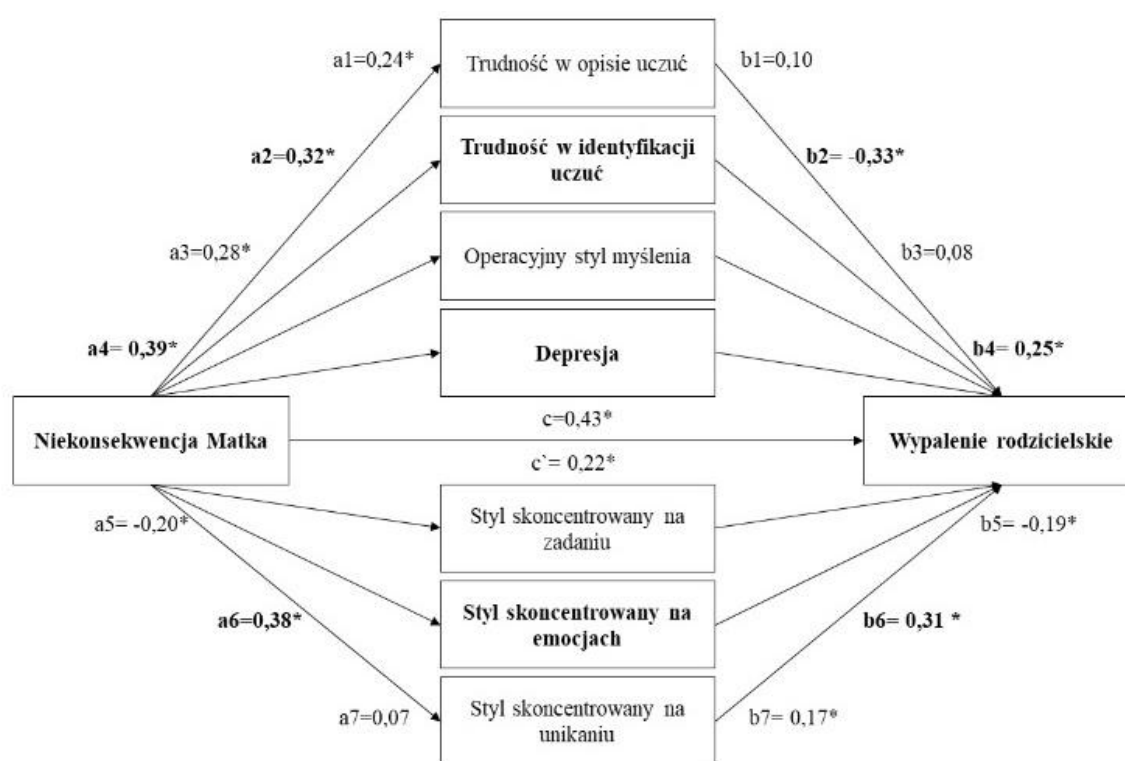 a1=0,24*
Trudność w opisie uczuć
b1=0,10
a2=0,32*
Trudność w identyfikacji
uczuć
b2= -0,33*
a3=0,28*
Operacyjny styl myślenia
b3=0,08
a4= 0,39*
Depresja
b4= 0,25*
Niekonsekwencja Matka
c=0,43*
c`= 0,22*
Wypalenie rodzicielskie
a5= -0,20*
Styl skoncentrowany na
zadaniu
b5= -0,19*
a6=0,38*
Styl skoncentrowany na
emocjach
b6= 0,31 *
a7=0,07
Styl skoncentrowany na
unikaniu
b7= 0,17*